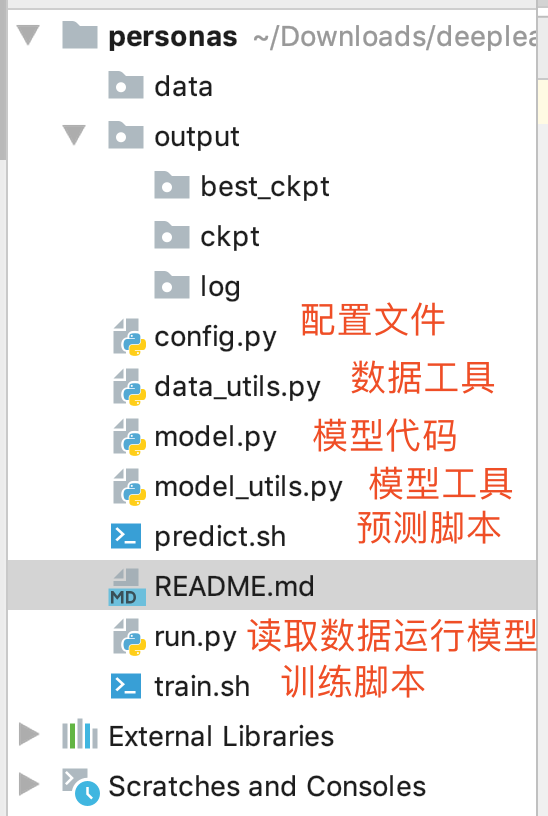 personas ~/Downloads/deeplea
data
output
best_ckpt
ckpt
log
config.py 配置文件
data_utils.py 数据工具
model.py 模型代码
model_utils.py 模型工具
predict.sh 预测脚本
MD README.md
run.py 读取数据运行模型
train.sh 训练脚本
External Libraries
Scratches and Consoles